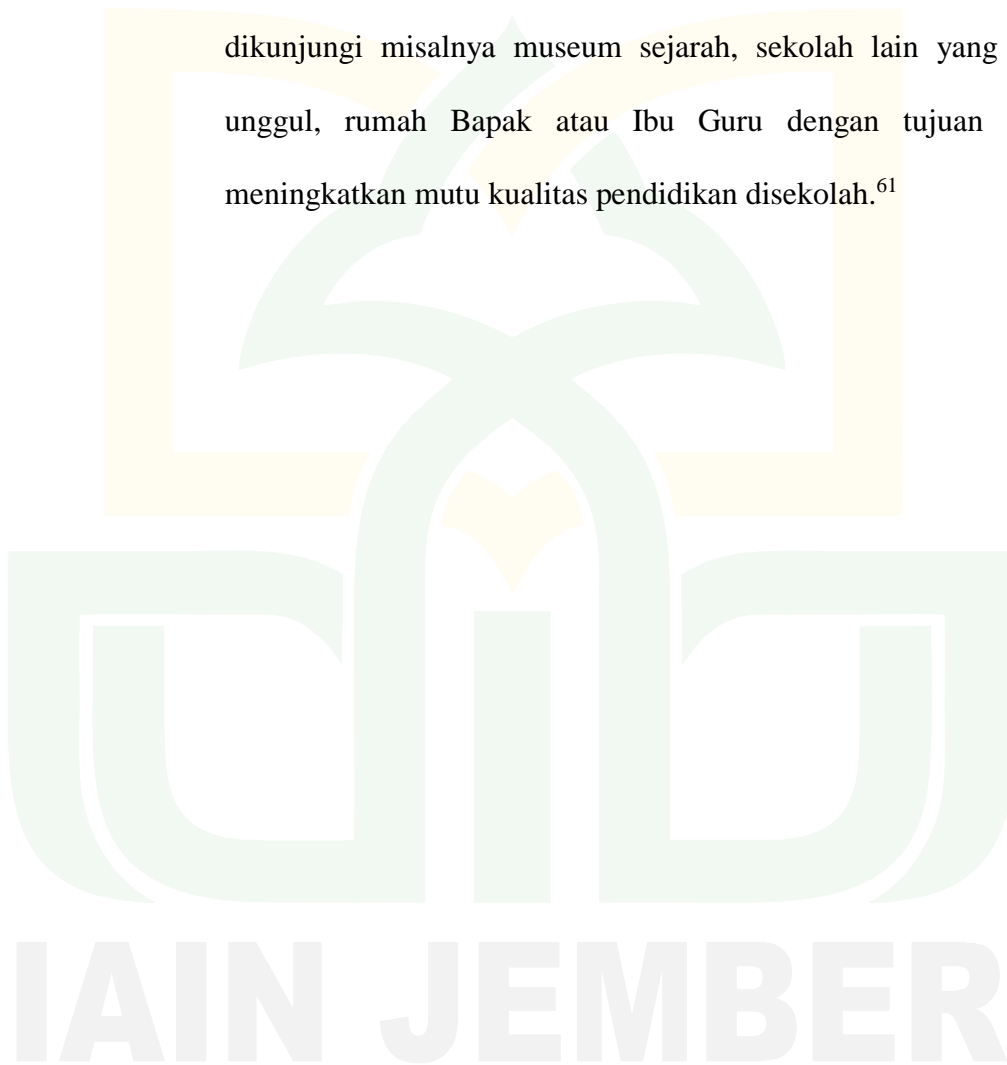 dikunjungi misalnya museum sejarah, sekolah lain yang
unggul, rumah Bapak atau Ibu Guru dengan tujuan
meningkatkan mutu kualitas pendidikan disekolah.61
IAIN JEMBER